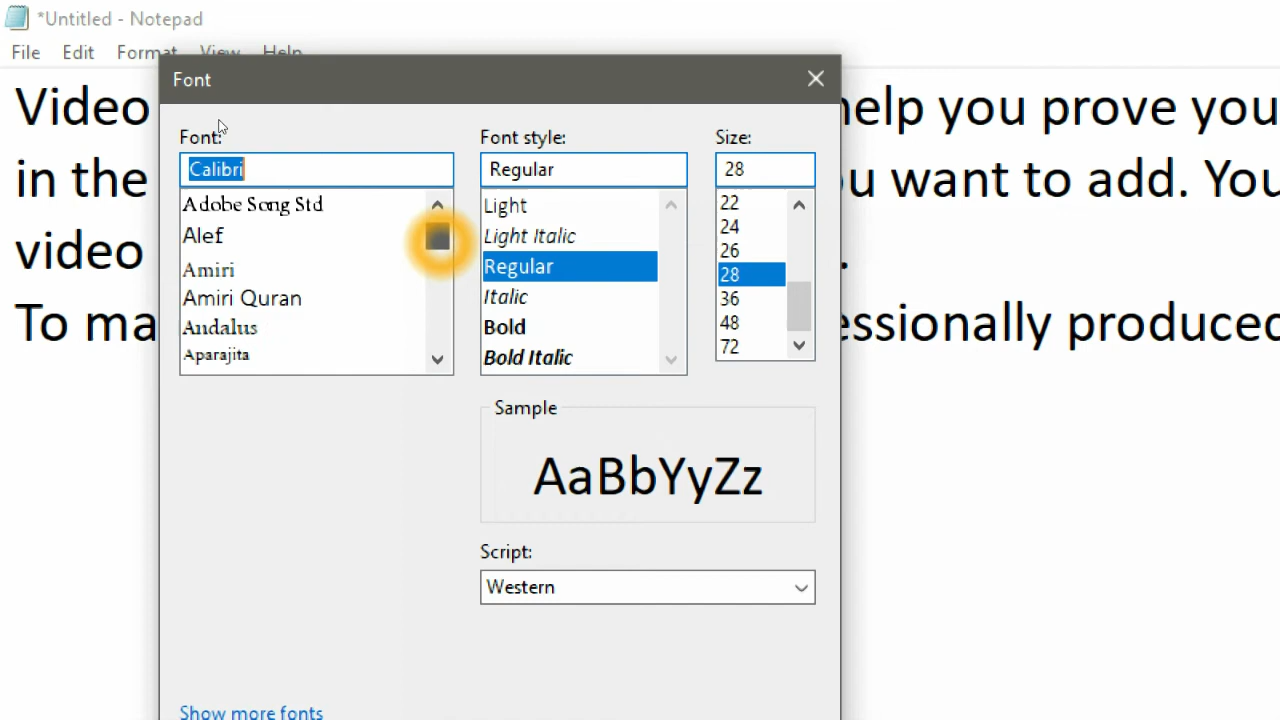 *Untitled - Notepad
File Edit Format View Help
Font
Video help you prove you
Font: Font style: Size:
in the Calibri Regular 28 u want to add. You
Adobe Song Std Light 22
Alef Light Italic 24
video Regular 26 .
Amiri Italic 28
Amiri Quran Bold 36
To ma Andalus Bold Italic 48 essionally produced
Aparajita 72
Sample
AaBbYyZz
Script:
Western
Show more fonts